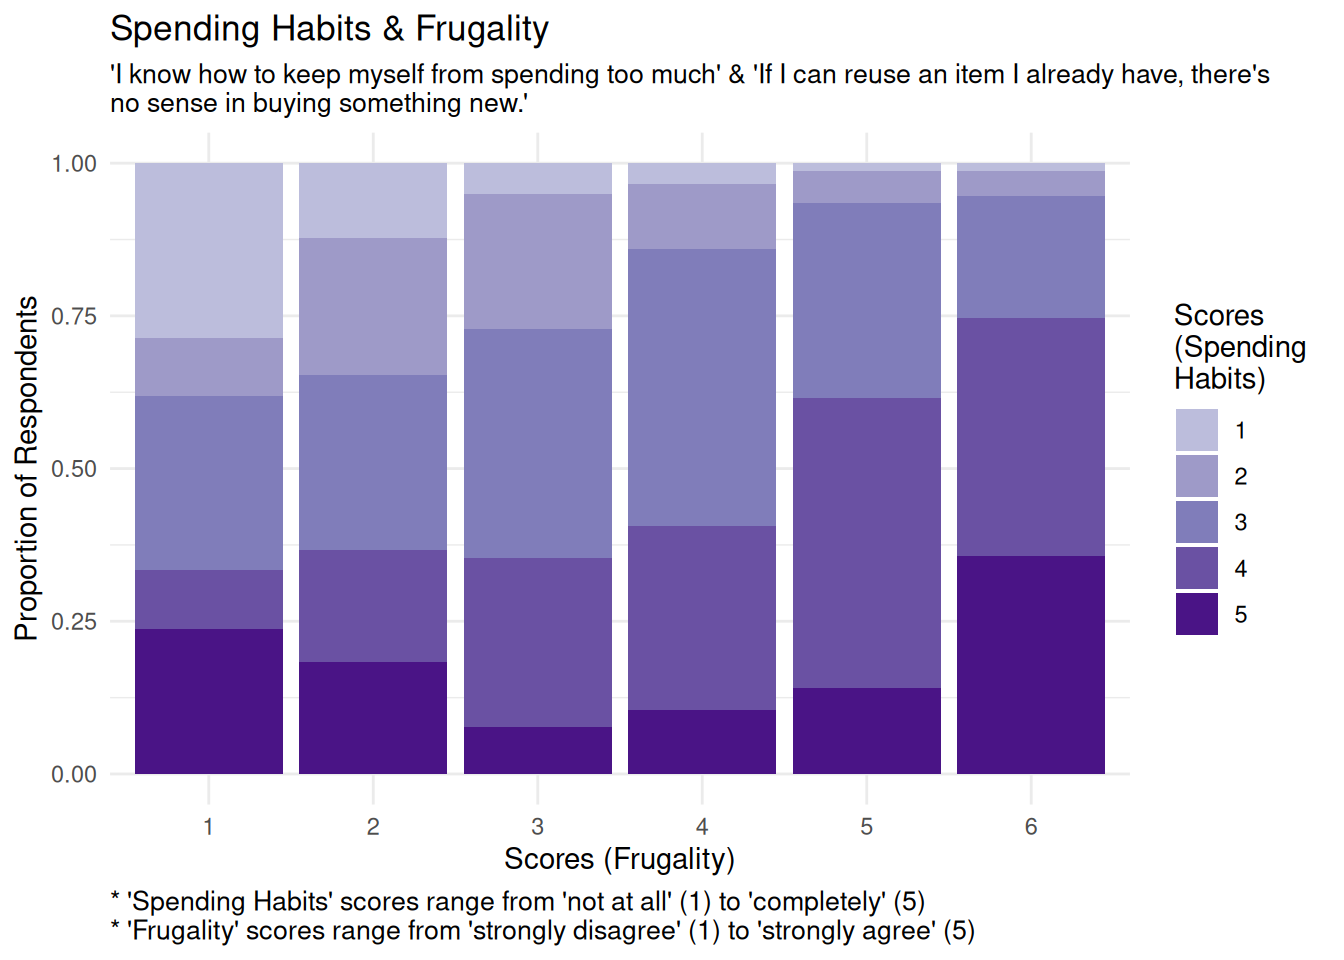 Spending Habits & Frugality
'I know how to keep myself from spending too much' & 'If I can reuse an item I already have, there's
no sense in buying something new.'
1.00
0.75
0.50
0.25
0.00
Proportion of Respondents
1 2 3 4 5 6
Scores (Frugality)
Scores
(Spending
Habits)
1
2
3
4
5
* 'Spending Habits' scores range from 'not at all' (1) to 'completely' (5)
* 'Frugality' scores range from 'strongly disagree' (1) to 'strongly agree' (5)